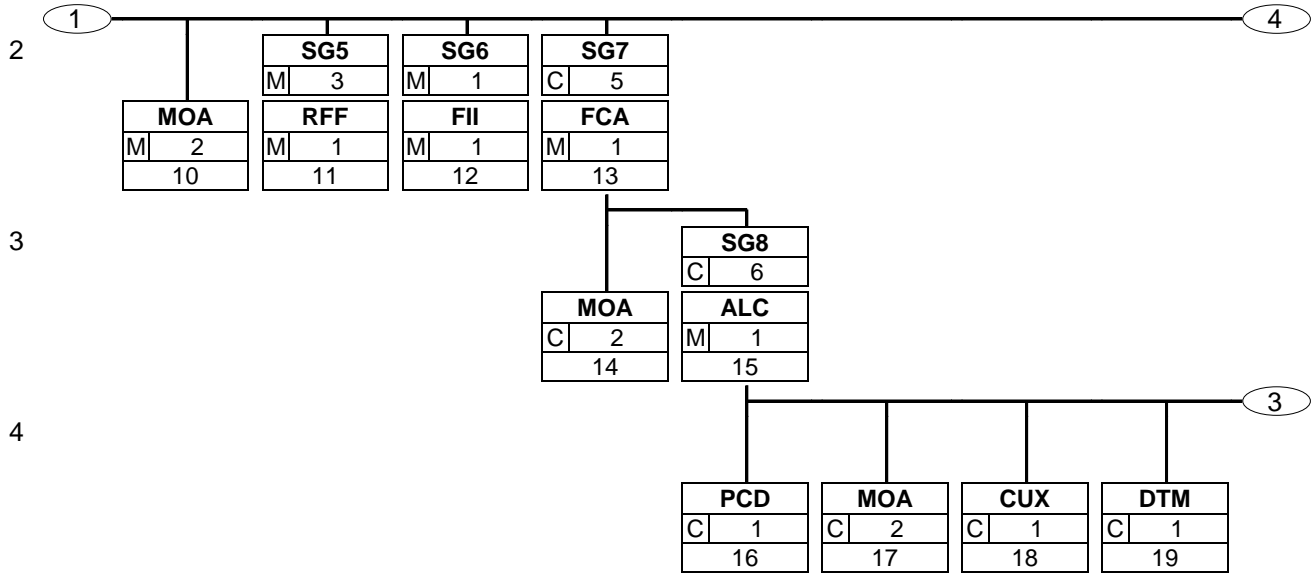 1 4
2
SG5 SG6 SG7
M 3 M 1 C 5
MOA RFF FII FCA
M 2 M 1 M 1 M 1
10 11 12 13
3
SG8
C 6
MOA ALC
C 2 M 1
14 15
3
4
PCD MOA CUX DTM
C 1 C 2 C 1 C 1
16 17 18 19